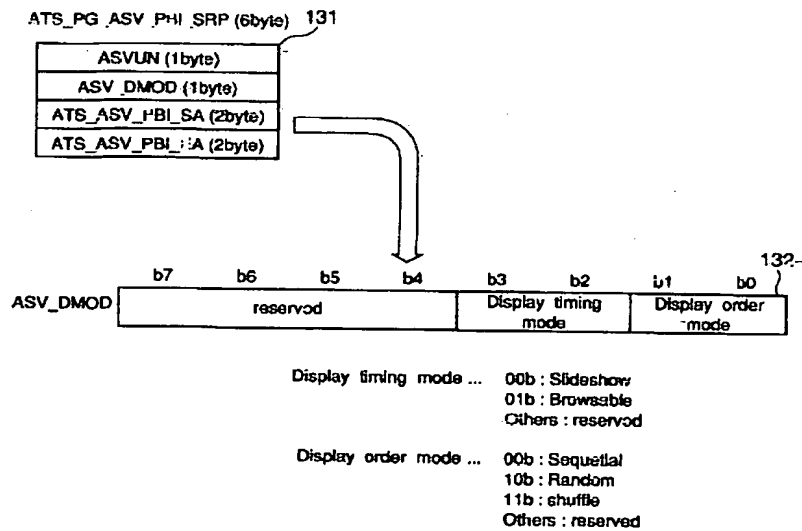 ATS_PG_ASV_PBI_SRP (6byte) 131
ASVUN (1byte)
ASV_DMOD (1byte)
ATS_ASV_PBI_SA (2byte)
ATS_ASV_PBI_EA (2byte)
132
b7 b6 b5 b4 b3 b2 b1 b0
ASV_DMOD reserved Display timing mode Display order mode
Display timing mode ... 00b : Slideshow
01b : Browsable
Others : reserved
Display order mode ... 00b : Sequetial
10b : Random
11b : shuffle
Others : reserved